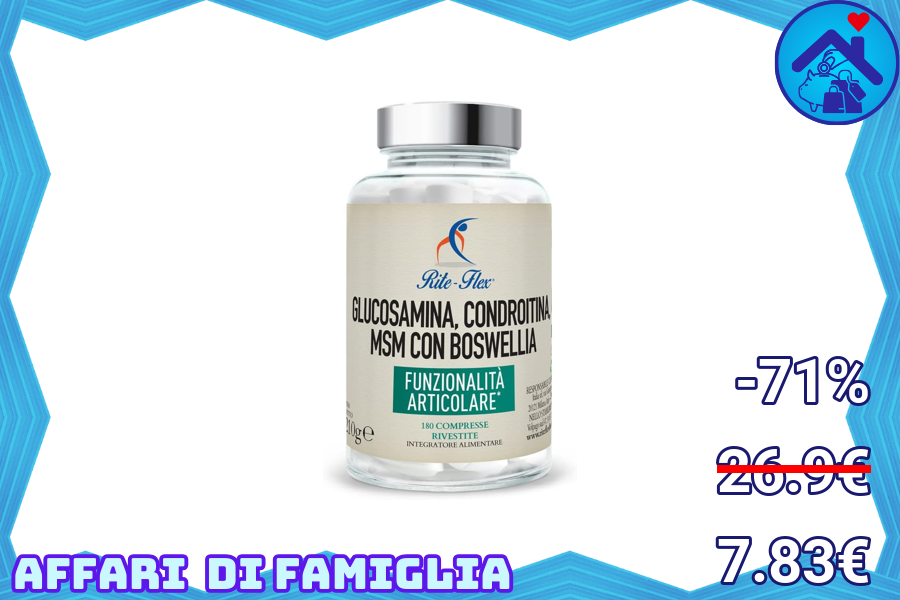 Rite-Flex
GLUCOSAMINA, CONDROITINA,
MSM CON BOSWELLIA
FUNZIONALITÀ
ARTICOLARE*
180 COMPRESSE
RIVESTITE
INTEGRATORE ALIMENTARE
210g e
-71%
26.9€
7.83€
AFFARI DI FAMIGLIA